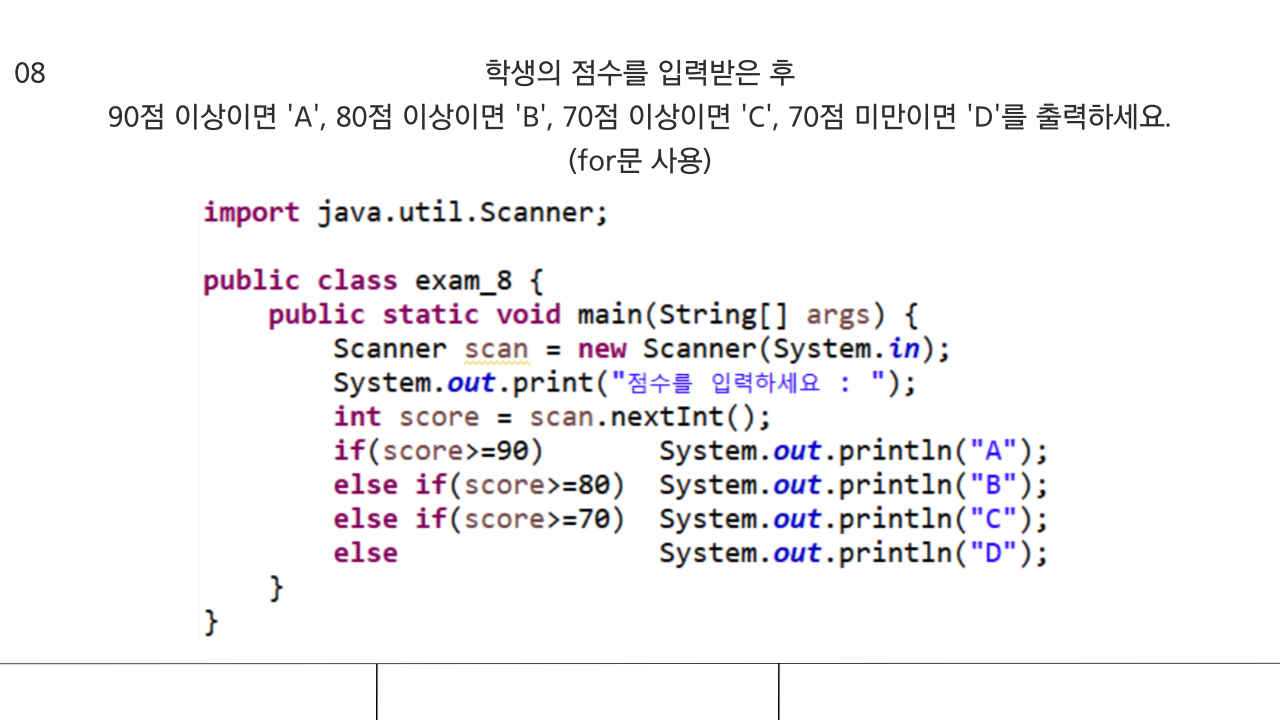 08
학생의 점수를 입력받은 후
90점 이상이면 'A', 80점 이상이면 'B', 70점 이상이면 'C', 70점 미만이면 'D'를 출력하세요.
(for문 사용)
import java.util.Scanner;
public class exam_8 {
    public static void main(String[] args) {
        Scanner scan = new Scanner(System.in);
        System.out.print("점수를 입력하세요 : ");
        int score = scan.nextInt();
        if(score>=90)       System.out.println("A");
        else if(score>=80)  System.out.println("B");
        else if(score>=70)  System.out.println("C");
        else                System.out.println("D");
    }
}